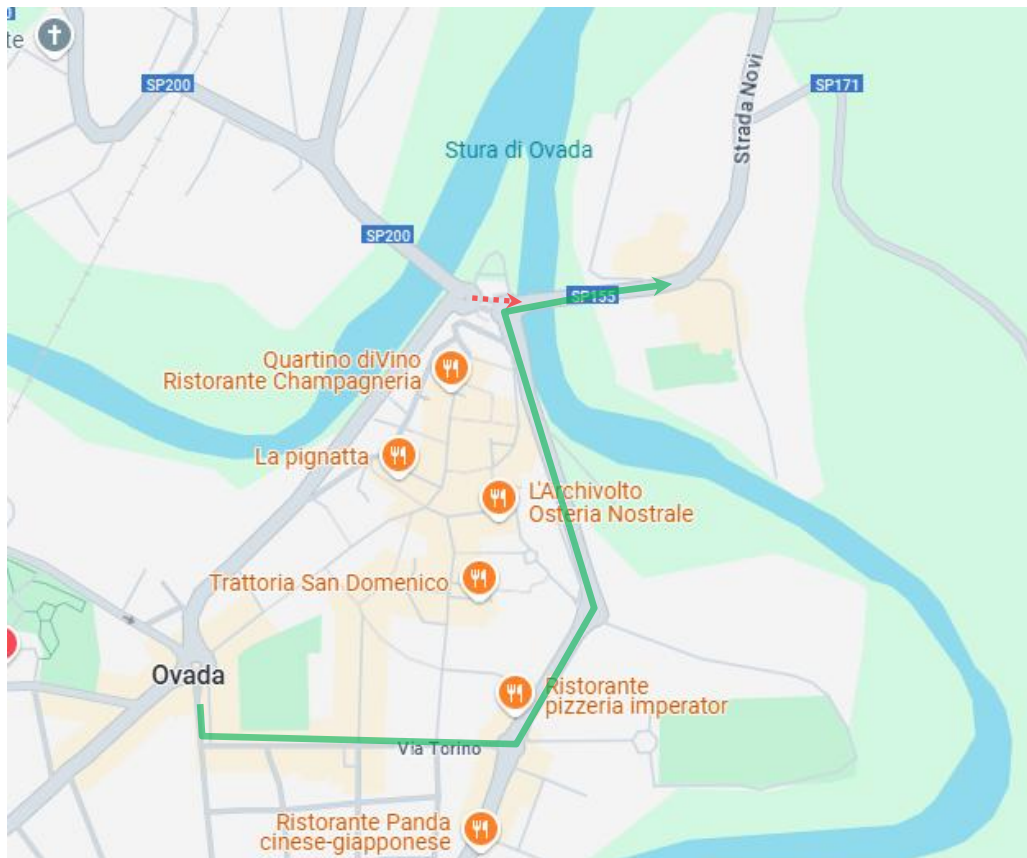 te
SP200
Strada Novi
SP171
Stura di Ovada
SP200
SP155
Quartino diVino
Ristorante Champagneria
La pignatta
L'Archivolto
Osteria Nostrale
Trattoria San Domenico
Ovada
Ristorante
pizzeria imperator
Via Torino
Ristorante Panda
cinese-giapponese